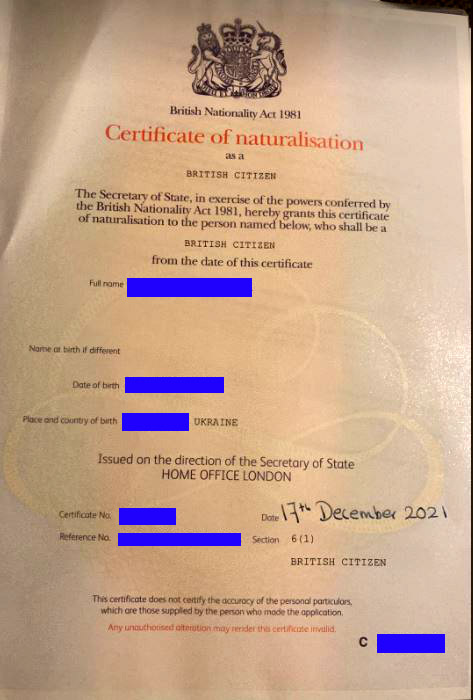 British Nationality Act 1981
Certificate of naturalisation
as a
BRITISH CITIZEN
The Secretary of State, in exercise of the powers conferred by
the British Nationality Act 1981, hereby grants this certificate
of naturalisation to the person named below, who shall be a
BRITISH CITIZEN
from the date of this certificate
Full name
Name at birth if different
Date of birth
Place and country of birth UKRAINE
Issued on the direction of the Secretary of State
HOME OFFICE LONDON
Certificate No. Date 17th December 2021
Reference No. Section 6(1)
BRITISH CITIZEN
This certificate does not certify the accuracy of the personal particulars,
which are those supplied by the person who made the application.
Any unauthorised alteration may render this certificate invalid.
C